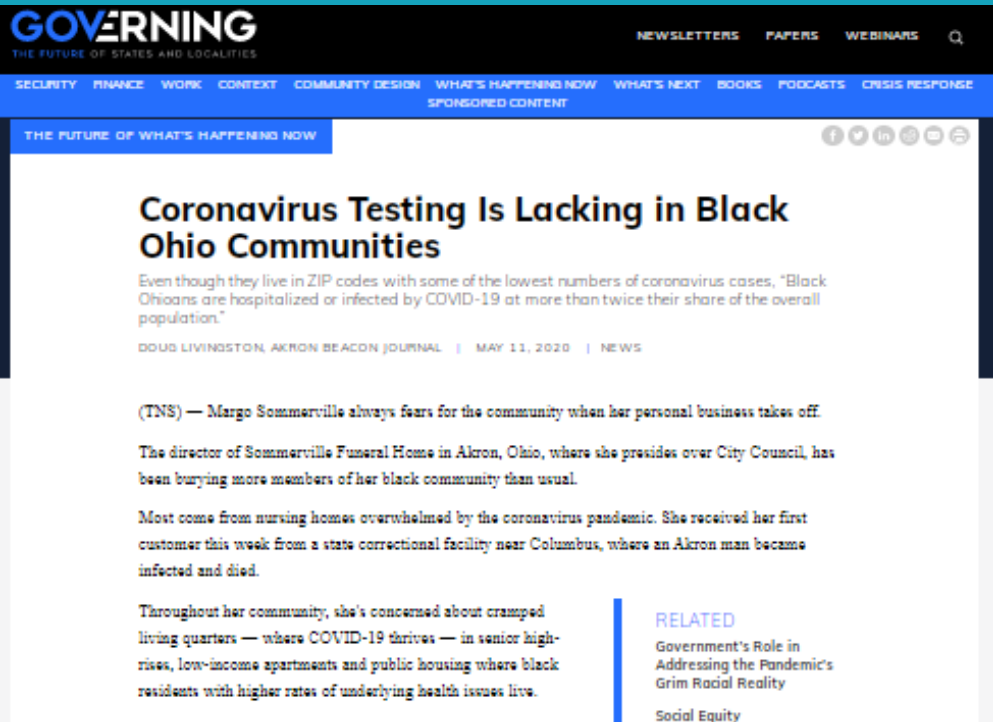 GOVERNING
THE FUTURE OF STATES AND LOCALITIES
NEWSLETTERS PAPERS WEBINARS
SECURITY FINANCE WORK CONTEXT COMMUNITY DESIGN WHAT'S HAPPENING NOW WHAT'S NEXT BOOKS PODCASTS CRISIS RESPONSE
SPONSORED CONTENT
THE FUTURE OF WHAT'S HAPPENING NOW
Coronavirus Testing Is Lacking in Black
Ohio Communities
Even though they live in ZIP codes with some of the lowest numbers of coronavirus cases, "Black
Ohioans are hospitalized or infected by COVID-19 at more than twice their share of the overall
population."
DOUG LIVINGSTON, AKRON BEACON JOURNAL | MAY 11, 2020 | NEWS
(TNS) — Margo Sommerville always fears for the community when her personal business takes off.
The director of Sommerville Funeral Home in Akron, Ohio, where she presides over City Council, has
been burying more members of her black community than usual.
Most come from nursing homes overwhelmed by the coronavirus pandemic. She received her first
customer this week from a state correctional facility near Columbus, where an Akron man became
infected and died.
Throughout her community, she's concerned about cramped
living quarters — where COVID-19 thrives — in senior high-
rises, low-income apartments and public housing where black
residents with higher rates of underlying health issues live.
RELATED
Government's Role in
Addressing the Pandemic's
Grim Racial Reality
Social Equity